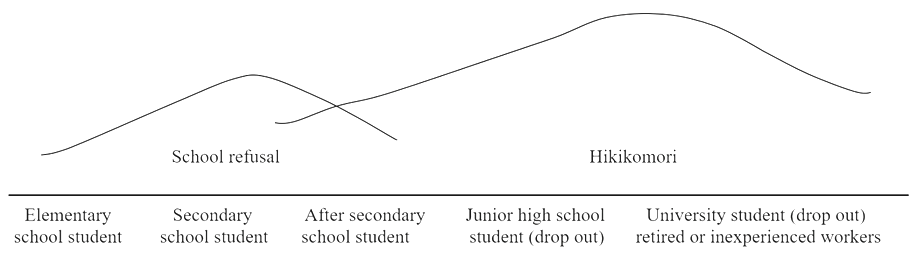 School refusal
Hikikomori
Elementary
school student
Secondary
school student
After secondary
school student
Junior high school
student (drop out)
University student (drop out)
retired or inexperienced workers